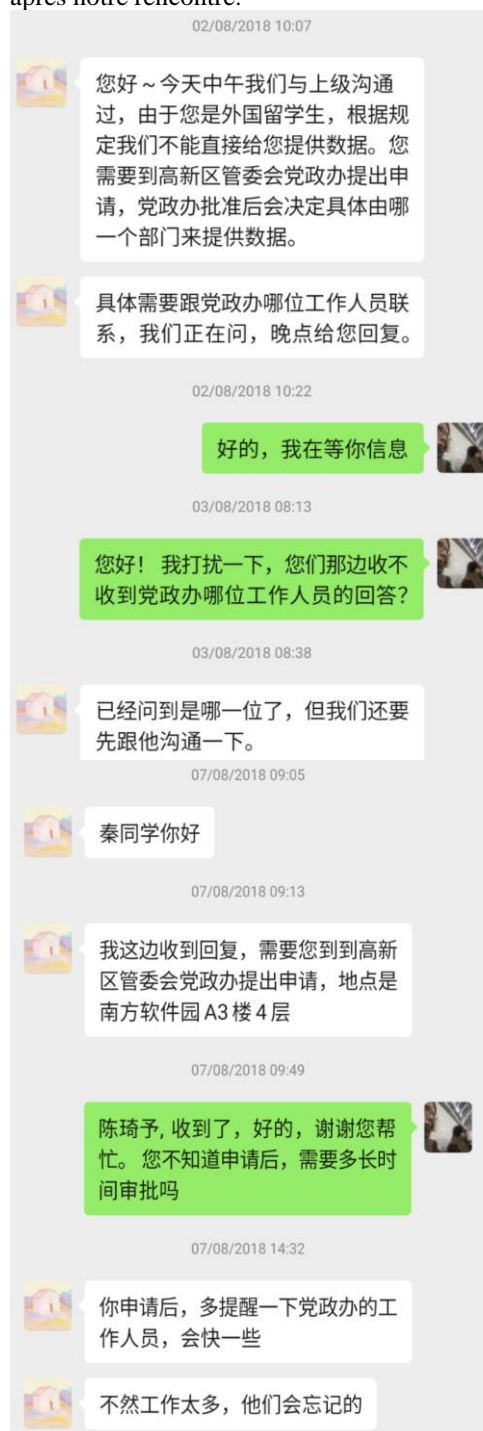 après notre rencontre.
02/08/2018 10:07
您好～今天中午我们与上级沟通
过，由于您是外国留学生，根据规
定我们不能直接给您提供数据。您
需要到高新区管委会党政办提出申
请，党政办批准后会决定具体由哪
一个部门来提供数据。
具体需要跟党政办哪位工作人员联
系，我们正在问，晚点给您回复。
02/08/2018 10:22
好的，我在等你信息
03/08/2018 08:13
您好！ 我打扰一下，您们那边收不
收到党政办哪位工作人员的回答？
03/08/2018 08:38
已经问到是哪一位了，但我们还要
先跟他沟通一下。
07/08/2018 09:05
秦同学你好
07/08/2018 09:13
我这边收到回复，需要您到到高新
区管委会党政办提出申请，地点是
南方软件园 A3 楼 4 层
07/08/2018 09:49
陈琦予, 收到了，好的，谢谢您帮
忙。 您不知道申请后，需要多长时
间审批吗
07/08/2018 14:32
你申请后，多提醒一下党政办的工
作人员，会快一些
不然工作太多，他们会忘记的